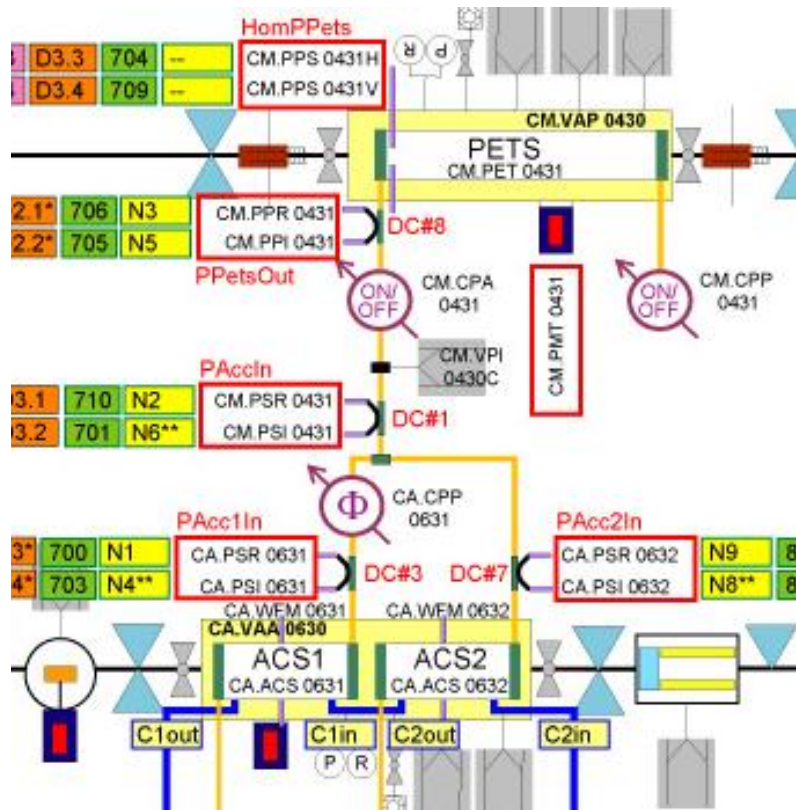 HomPPets
D3.3 704 -- CM.PPS 0431H
D3.4 709 -- CM.PPS 0431V
R P
CM.VAP 0430
PETS
CM.PET 0431
2.1* 706 N3 CM.PPR 0431
2.2* 705 N5 CM.PPI 0431
DC#8
PPetsOut
ON/
OFF
CM.CPA
0431
CM.PMT 0431
ON/
OFF
CM.CPP
0431
CM.VPI
0430C
PAccIn
03.1 710 N2 CM.PSR 0431
03.2 701 N6** CM.PSI 0431
DC#1
Φ
CA.CPP
0631
PAcc1In
PAcc2In
3* 700 N1 CA.PSR 0631
4* 703 N4** CA.PSI 0631
DC#3
DC#7
CA.PSR 0632 N9 8
CA.PSI 0632 N8** 8
CA.WFM 0631
CA.WFM 0632
CA.VAA 0630
ACS1
CA.ACS 0631
ACS2
CA.ACS 0632
C1out C1in C2out C2in
P R